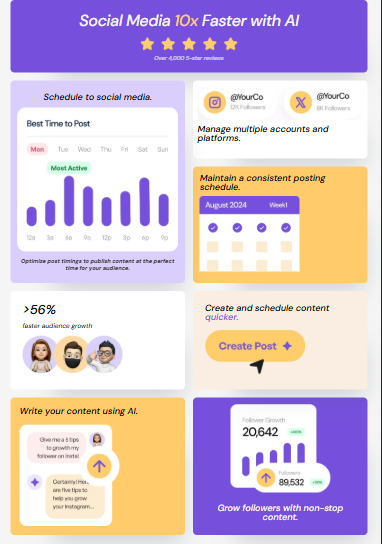 Social Media 10x Faster with AI
Over 4,000 5-star reviews
Schedule to social media.
Best Time to Post
Mon Tue Wed Thu Fri Sat Sun
Most Active
12a 3a 6a 9a 12p 3p 6p 9p
Optimize post timings to publish content at the perfect
time for your audience.
@YourCo
Followers
@YourCo
Followers
Manage multiple accounts and
platforms.
Maintain a consistent posting
schedule.
August 2024 Week1
>56%
faster audience growth
Create and schedule content
quicker.
Create Post
Write your content using AI.
Give me a 5 tips
to growth my
follower on Insta!
Certainly! Here
are five tips to
help you grow
your Instagram...
Follower Growth
20,642
Followers
89,532
Grow followers with non-stop
content.